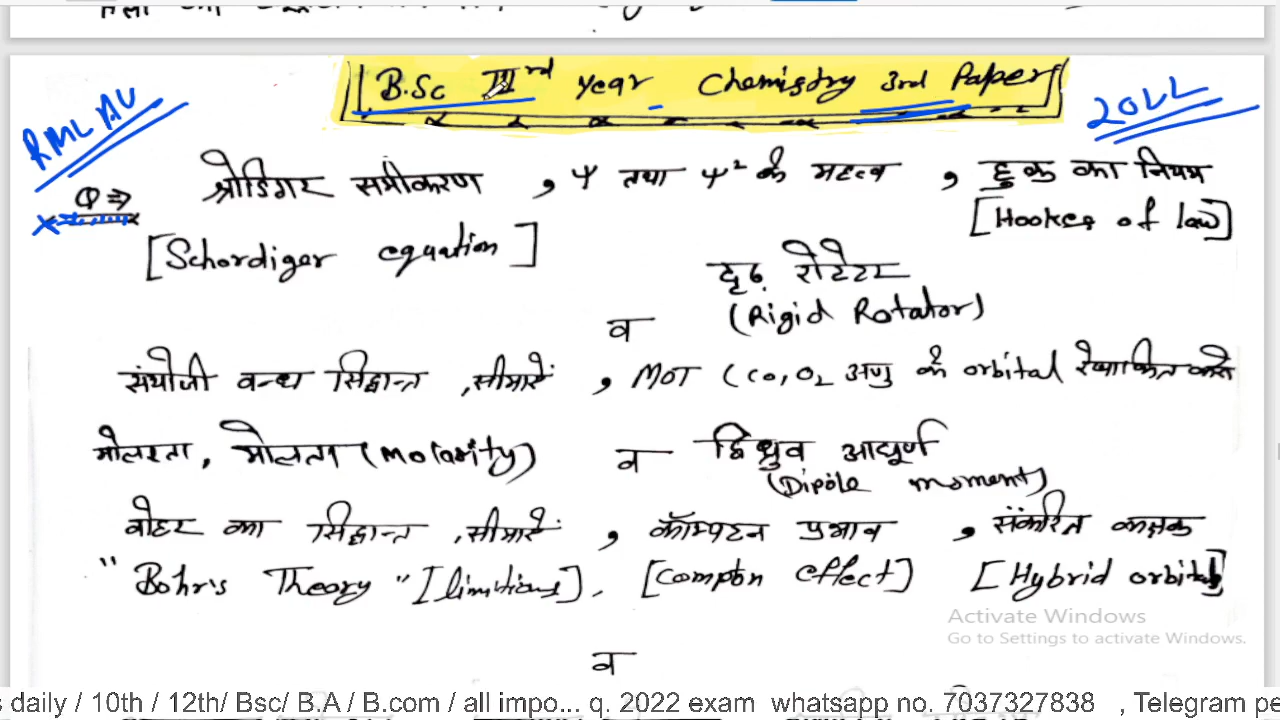 B.Sc IIIrd Year Chemistry 3rd Paper
RMLAU
2022
Q ⇒ श्रोडिंगर समीकरण , ψ तथा ψ² के महत्व , हुक का नियम
[Schordiger equation] [Hookes of law]
दृढ़ रोटेटर
व (Rigid Rotator)
संयोजी बन्ध सिद्धान्त , सीमाएं , MOT (CO, O₂ अणु के orbital रेखांकित करो
मोलरता , मोलता (Molarity) व द्विध्रुव आघूर्ण
(Dipole moment)
बोहर का सिद्धान्त , सीमाएं , कॉम्पटन प्रभाव , संकरित कक्षक
"Bohr's Theory" [limitions] , [Compton effect] [Hybrid orbitals]
व
Activate Windows
Go to Settings to activate Windows.
s daily / 10th / 12th/ Bsc/ B.A / B.com / all impo... q. 2022 exam whatsapp no. 7037327838 , Telegram pe